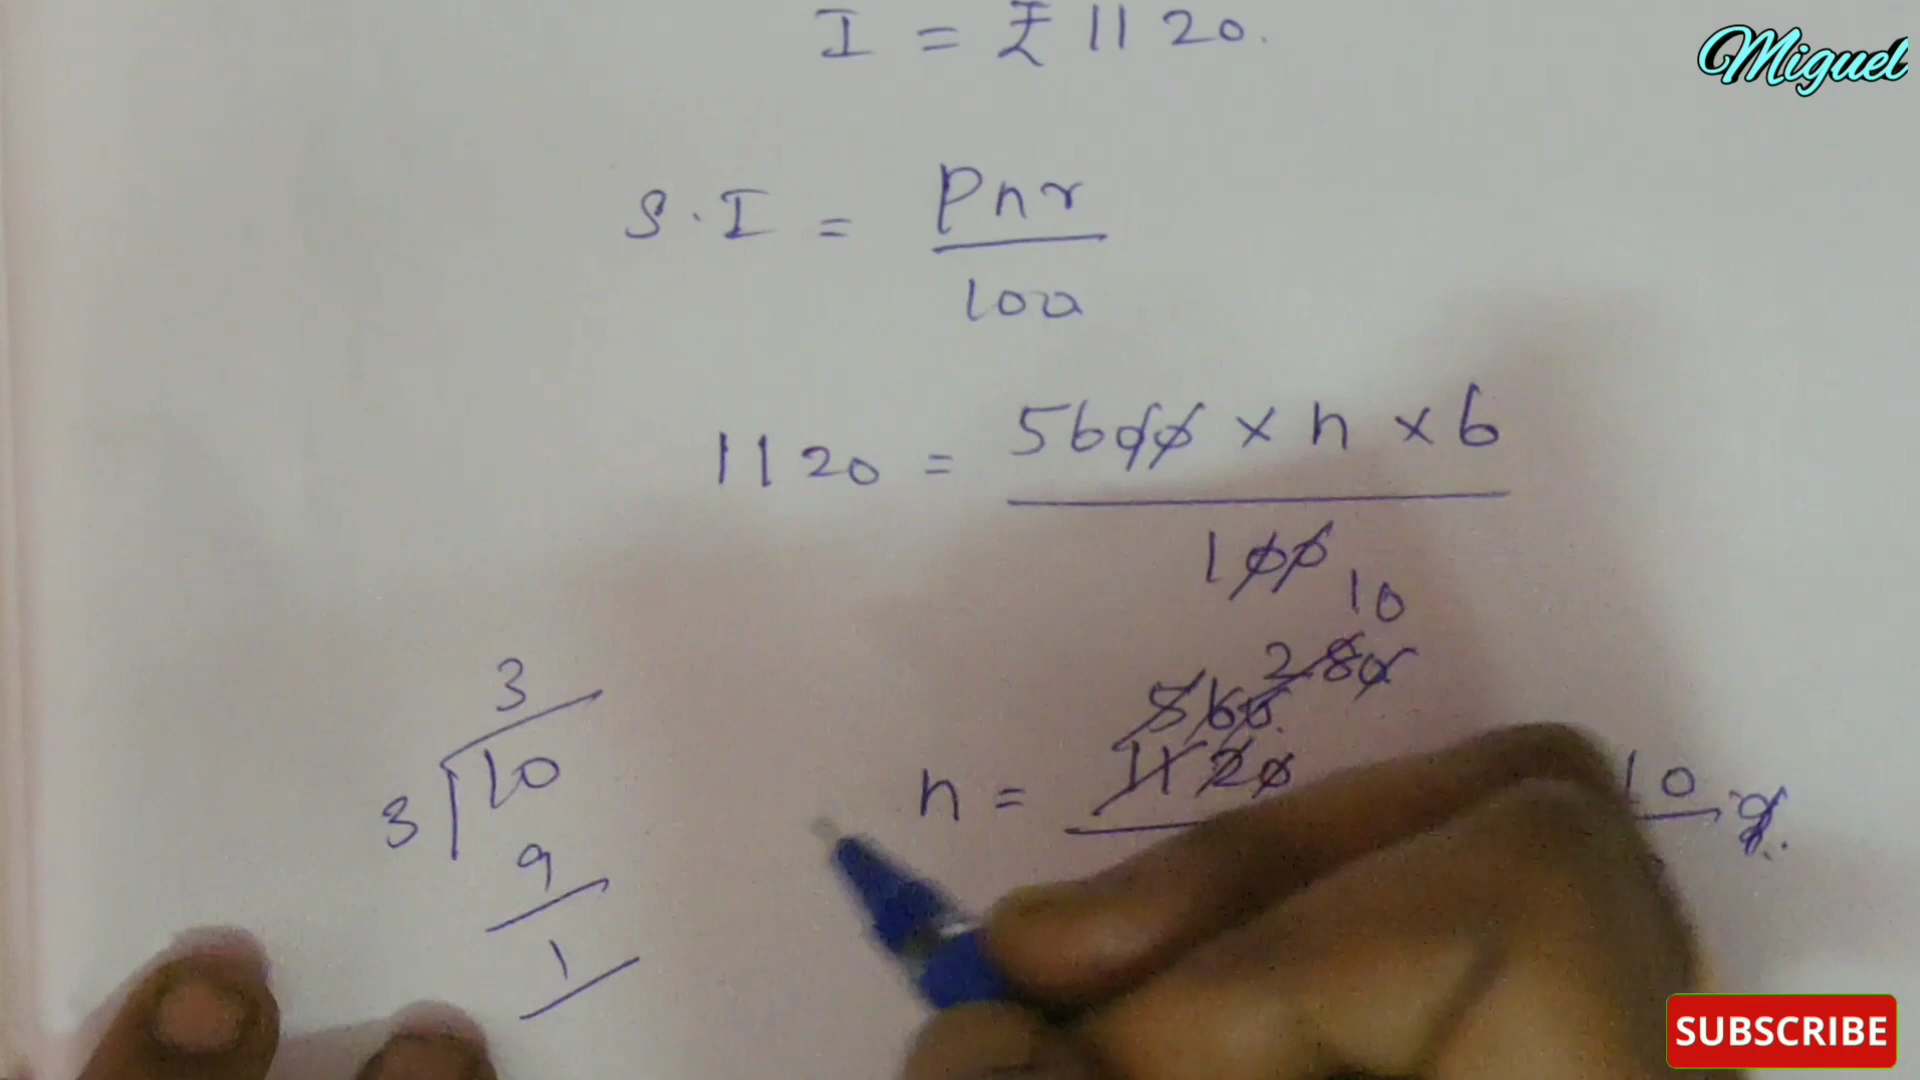 I = ₹ 1120.
Miguel
S.I = Pnr
100
1120 = 5600 × n × 6
100
10
280
560
n = 1120
10
3
3 10
9
1
SUBSCRIBE